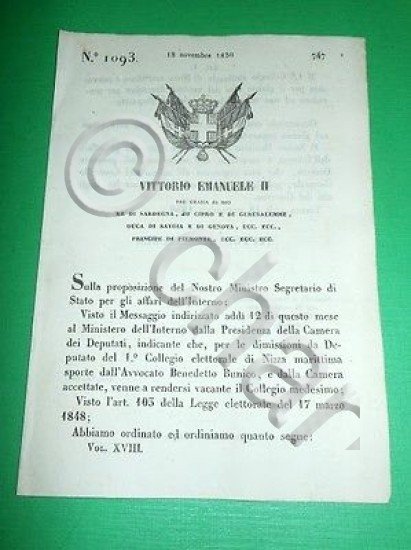 N.° 1093. 18 novembre 1850 747
VITTORIO EMANUELE II
PER GRAZIA DI DIO
RE DI SARDEGNA, DI CIPRO E DI GERUSALEMME,
DUCA DI SAVOIA E DI GENOVA, ECC. ECC.,
PRINCIPE DI PIEMONTE, ECC. ECC. ECC.
Sulla proposizione del Nostro Ministro Segretario di
Stato per gli affari dell'Interno;
Visto il Messaggio indirizzato addì 12 di questo mese
al Ministero dell'Interno dalla Presidenza della Camera
dei Deputati, indicante che, per le dimissioni da De-
putato del 1.° Collegio elettorale di Nizza marittima
sporte dall'Avvocato Benedetto Bunico, e dalla Camera
accettate, venne a rendersi vacante il Collegio medesimo;
Visto l'art. 105 della Legge elettorale del 17 marzo
1848;
Abbiamo ordinato ed ordiniamo quanto segue:
Vol. XVIII.